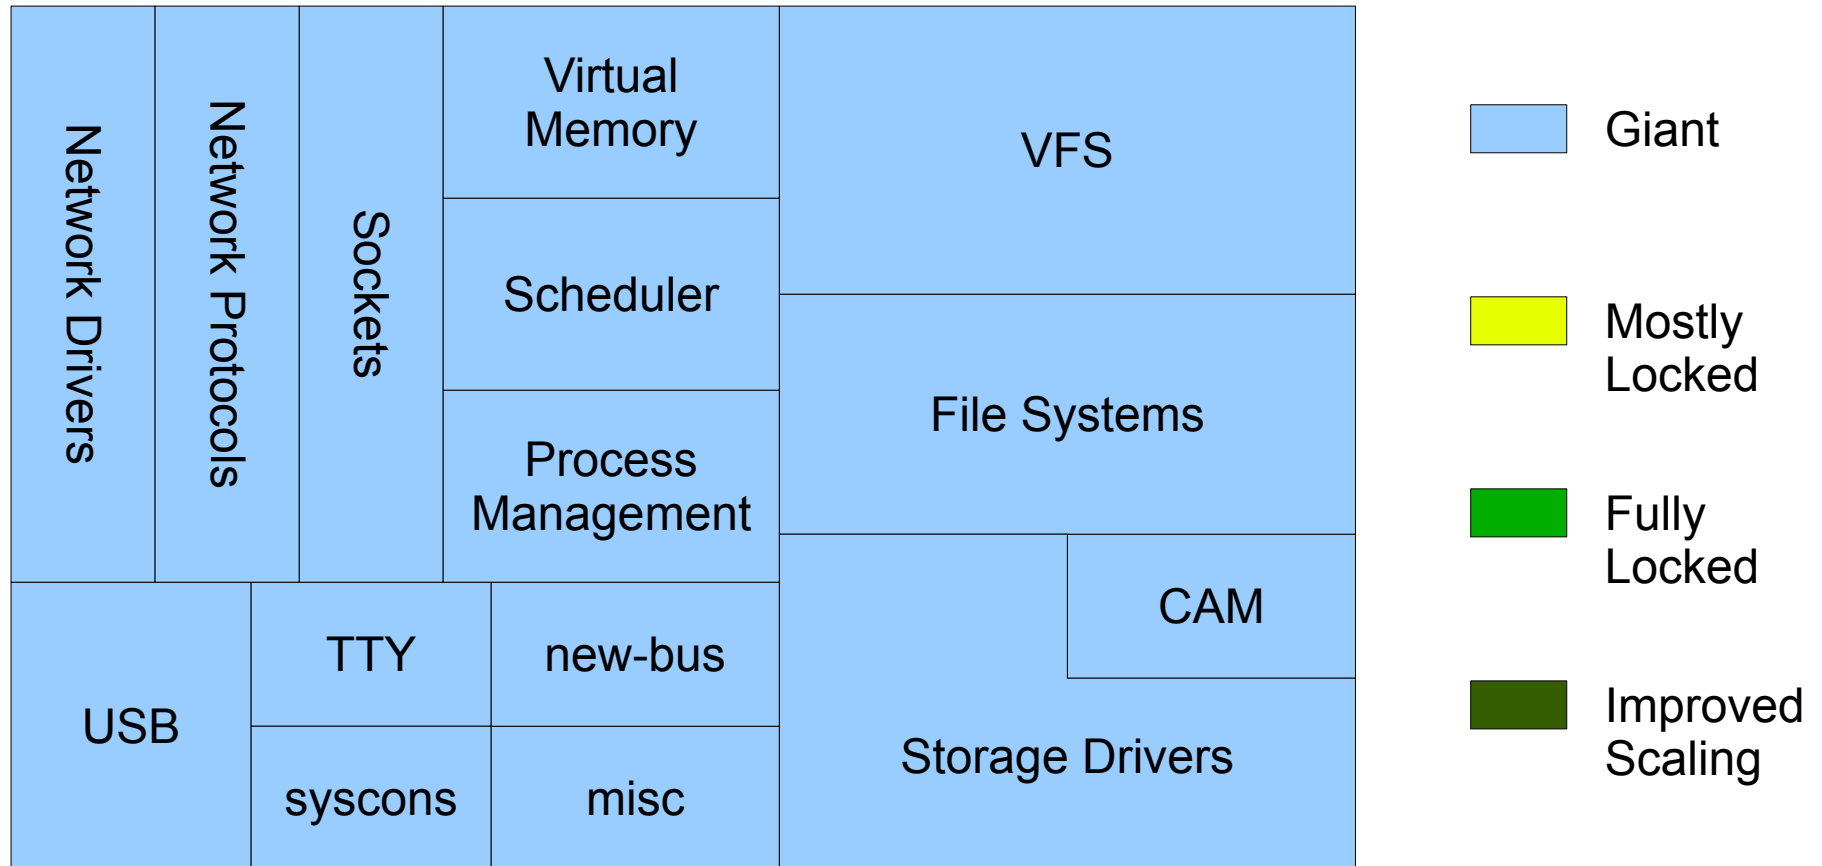 Network Drivers
Network Protocols
Sockets
Virtual
Memory
Scheduler
Process
Management
VFS
File Systems
CAM
Storage Drivers
USB
TTY
new-bus
syscons
misc
Giant
Mostly
Locked
Fully
Locked
Improved
Scaling